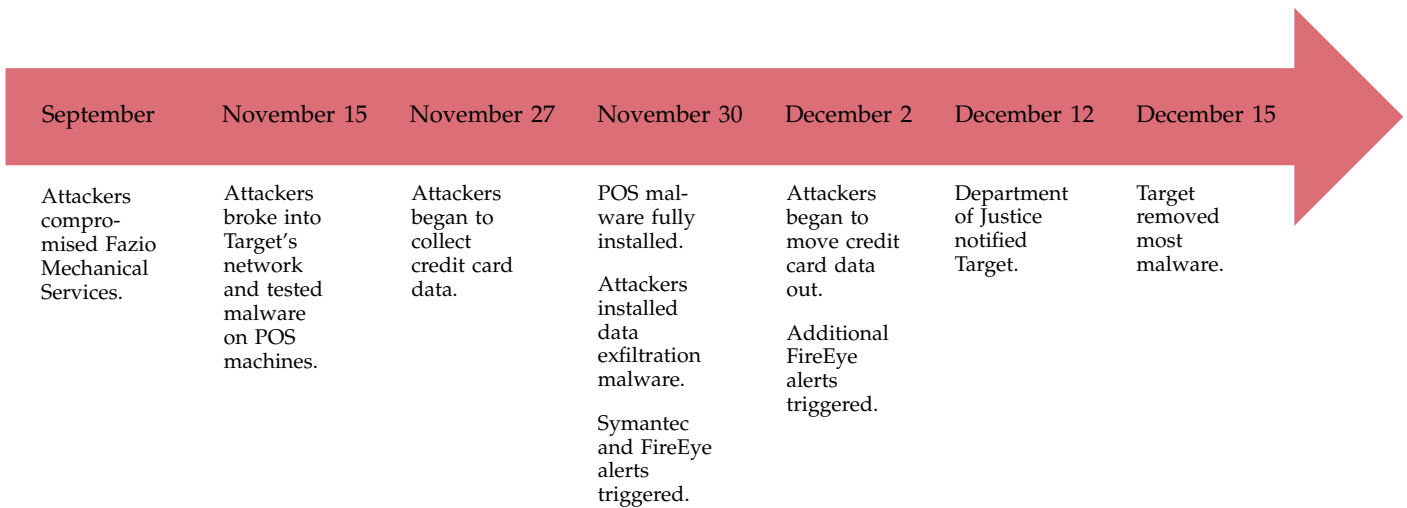 September
November 15
November 27
November 30
December 2
December 12
December 15
Attackers
compro-
mised Fazio
Mechanical
Services.
Attackers
broke into
Target's
network
and tested
malware
on POS
machines.
Attackers
began to
collect
credit card
data.
POS mal-
ware fully
installed.
Attackers
installed
data
exfiltration
malware.
Symantec
and FireEye
alerts
triggered.
Attackers
began to
move credit
card data
out.
Additional
FireEye
alerts
triggered.
Department
of Justice
notified
Target.
Target
removed
most
malware.